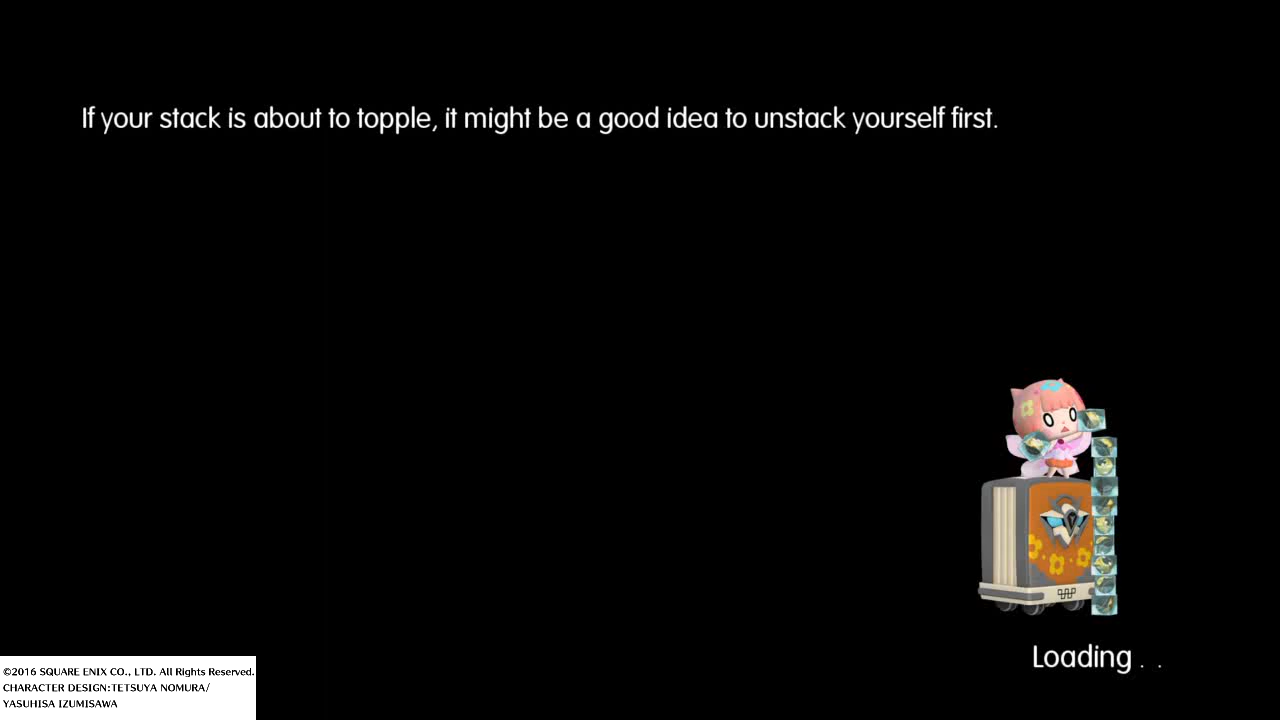 If your stack is about to topple, it might be a good idea to unstack yourself first.
Loading . .
©2016 SQUARE ENIX CO., LTD. All Rights Reserved.
CHARACTER DESIGN:TETSUYA NOMURA/
YASUHISA IZUMISAWA